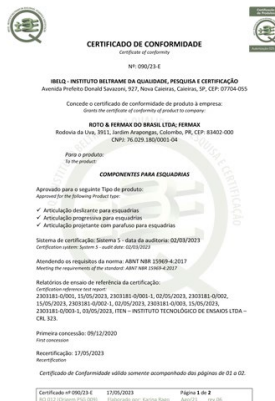 CERTIFICADO DE CONFORMIDADE
Certificate of conformity
Nº: 090/23-E
IBELQ - INSTITUTO BELTRAME DA QUALIDADE, PESQUISA E CERTIFICAÇÃO
Avenida Prefeito Donald Savazoni, 927, Nova Caieiras, Caieiras, SP, CEP: 07704-055
Concede o certificado de conformidade de produto à empresa:
Grants the certificate of conformity of product to company:
ROTO & FERMAX DO BRASIL LTDA; FERMAX
Rodovia da Uva, 3911, Jardim Arapongas, Colombo, PR, CEP: 83402-000
CNPJ: 76.029.180/0001-04
Para o produto:
To the product:
COMPONENTES PARA ESQUADRIAS
Aprovado para o seguinte Tipo de produto:
Approved for the following Product type:
✓ Articulação deslizante para esquadrias
✓ Articulação progressiva para esquadrias
✓ Articulação projetante com parafuso para esquadrias
Sistema de certificação: Sistema 5 - data da auditoria: 02/03/2023
Certification system: System 5 - audit date: 02/03/2023
Atendendo os requisitos da norma: ABNT NBR 15969-4:2017
Meeting the requirements of the standard: ABNT NBR 15969-4:2017
Relatórios de ensaio de referência da certificação:
Certification reference test report:
2303181-0/001, 15/05/2023, 2303181-0/001-1, 02/05/2023, 2303181-0/002,
15/05/2023, 2303181-0/002-1, 02/05/2023, 2303181-0/003, 15/05/2023,
2303181-0/003-1, 03/05/2023, ITEN – INSTITUTO TECNOLÓGICO DE ENSAIOS LTDA –
CRL 323.
Primeira concessão: 09/12/2020
First concession
Recertificação: 17/05/2023
Recertification
Certificado de Conformidade válido somente acompanhado das páginas de 01 a 02.
Certificado nº 090/23-E 17/05/2023 Página 1 de 2